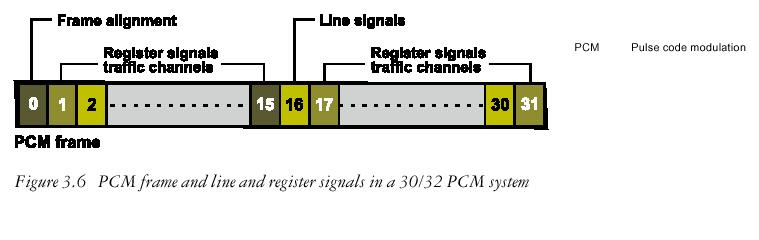 Frame alignment
Line signals
Register signals
traffic channels
Register signals
traffic channels
PCM Pulse code modulation
0 1 2 15 16 17 30 31
PCM frame
Figure 3.6 PCM frame and line and register signals in a 30/32 PCM system